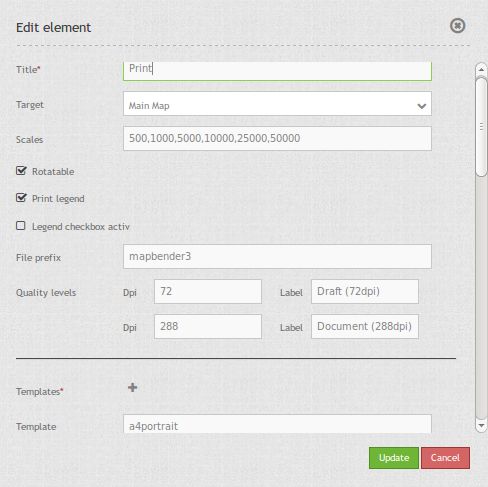 Edit element
Title* Print
Target Main Map
Scales 500,1000,5000,10000,25000,50000
Rotatable
Print legend
Legend checkbox activ
File prefix mapbender3
Quality levels Dpi 72 Label Draft (72dpi)
Dpi 288 Label Document (288dpi)
Templates* +
Template a4portrait
Update Cancel